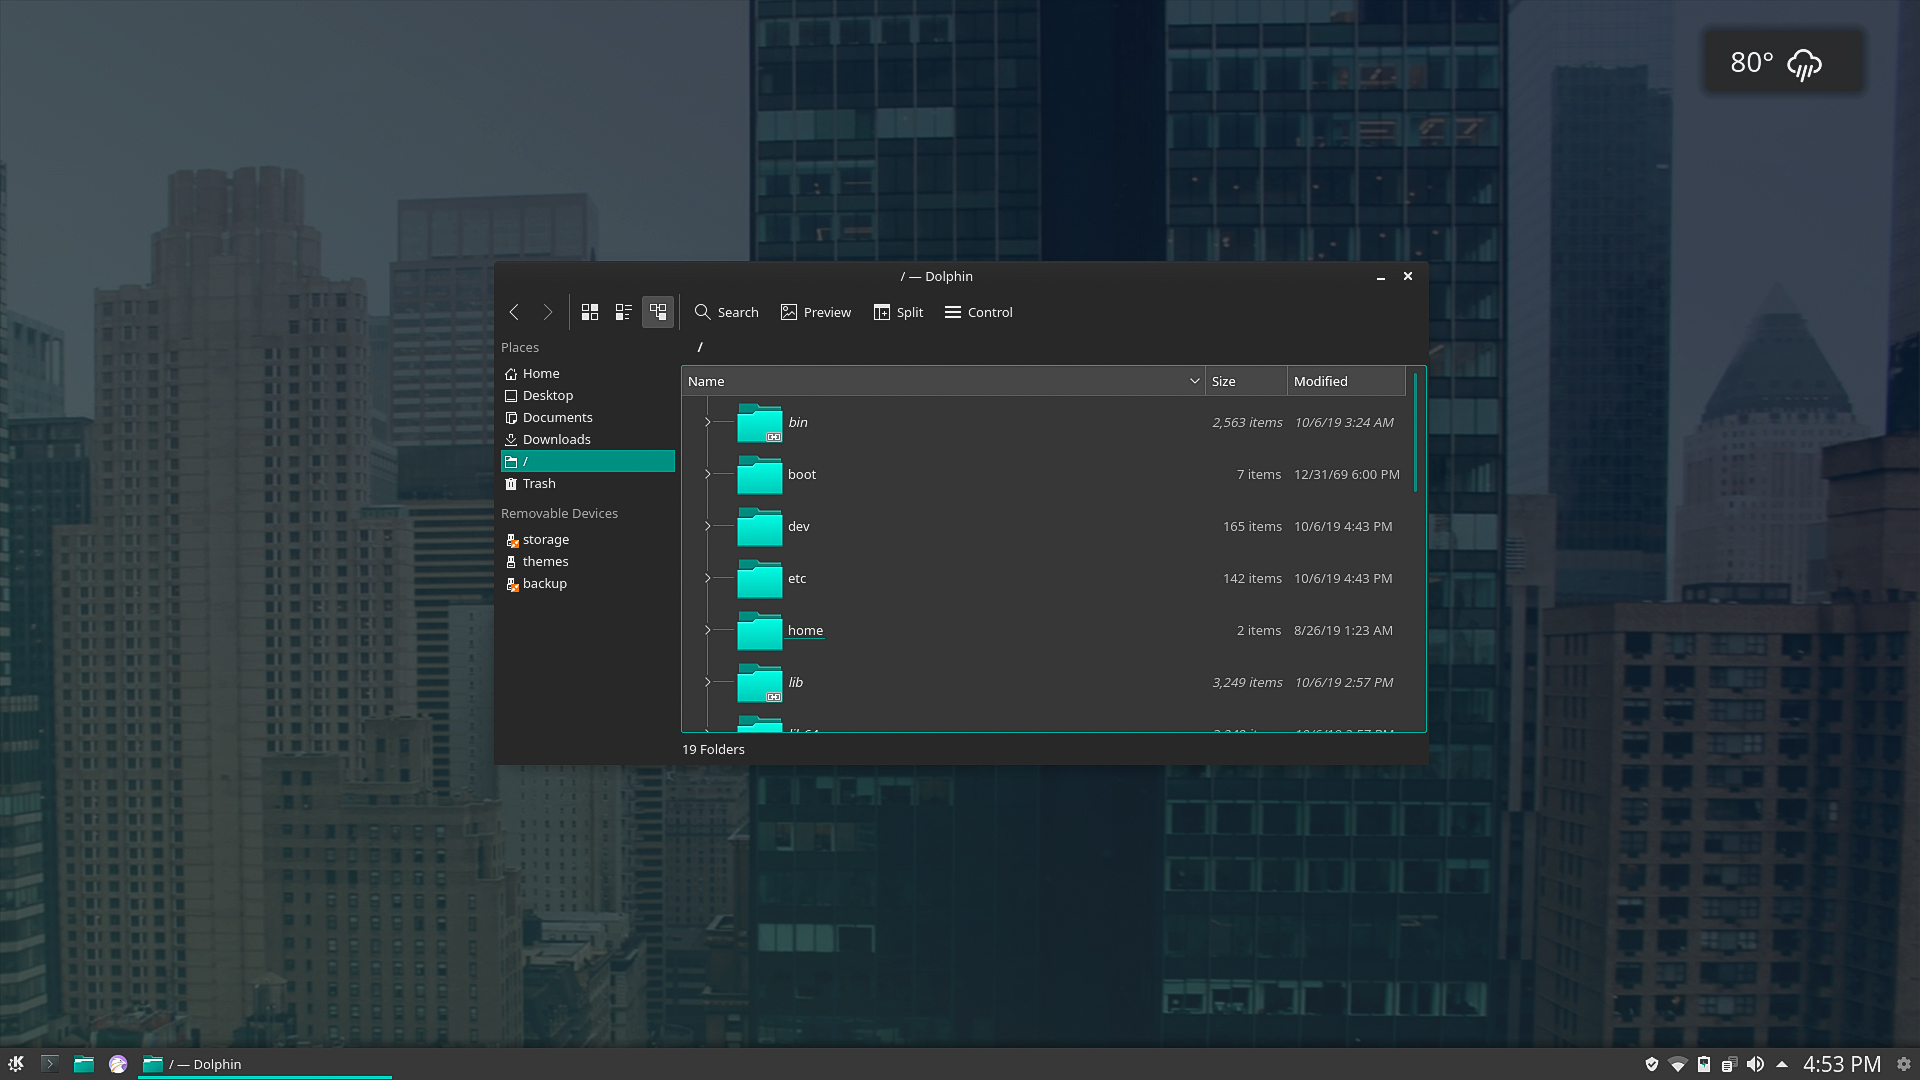 80°
/ — Dolphin
Search Preview Split Control
Places
/
Home
Desktop
Documents
Downloads
/
Trash
Removable Devices
storage
themes
backup
Name Size Modified
bin 2,563 items 10/6/19 3:24 AM
boot 7 items 12/31/69 6:00 PM
dev 165 items 10/6/19 4:43 PM
etc 142 items 10/6/19 4:43 PM
home 2 items 8/26/19 1:23 AM
lib 3,249 items 10/6/19 2:57 PM
19 Folders
/ — Dolphin
4:53 PM